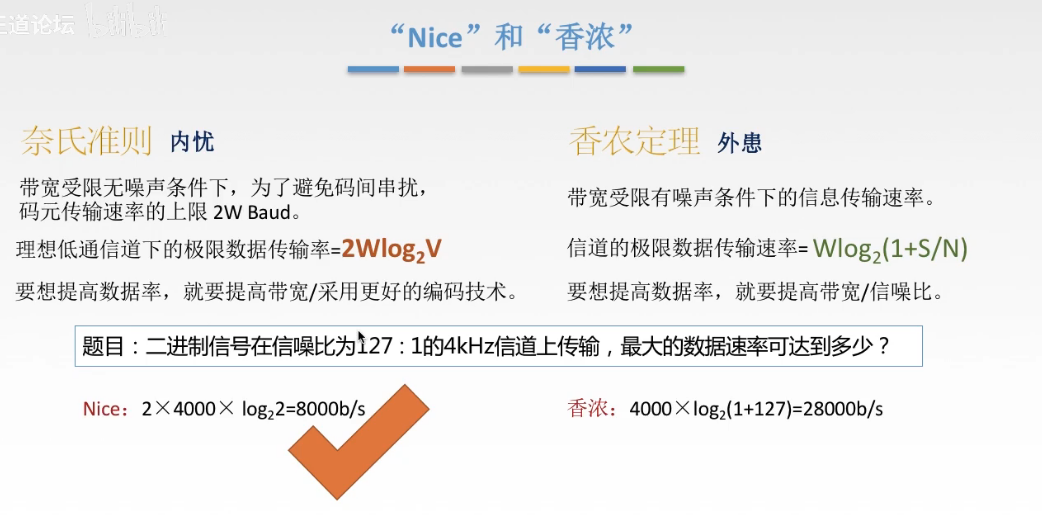 王道论坛
“Nice”和“香浓”
奈氏准则 内忧
带宽受限无噪声条件下，为了避免码间串扰，
码元传输速率的上限 2W Baud。
理想低通信道下的极限数据传输率=2Wlog₂V
要想提高数据率，就要提高带宽/采用更好的编码技术。
香农定理 外患
带宽受限有噪声条件下的信息传输速率。
信道的极限数据传输速率= Wlog₂(1+S/N)
要想提高数据率，就要提高带宽/信噪比。
题目：二进制信号在信噪比为127：1的4kHz信道上传输，最大的数据速率可达到多少？
Nice：2×4000× log₂2=8000b/s
香浓：4000×log₂(1+127)=28000b/s